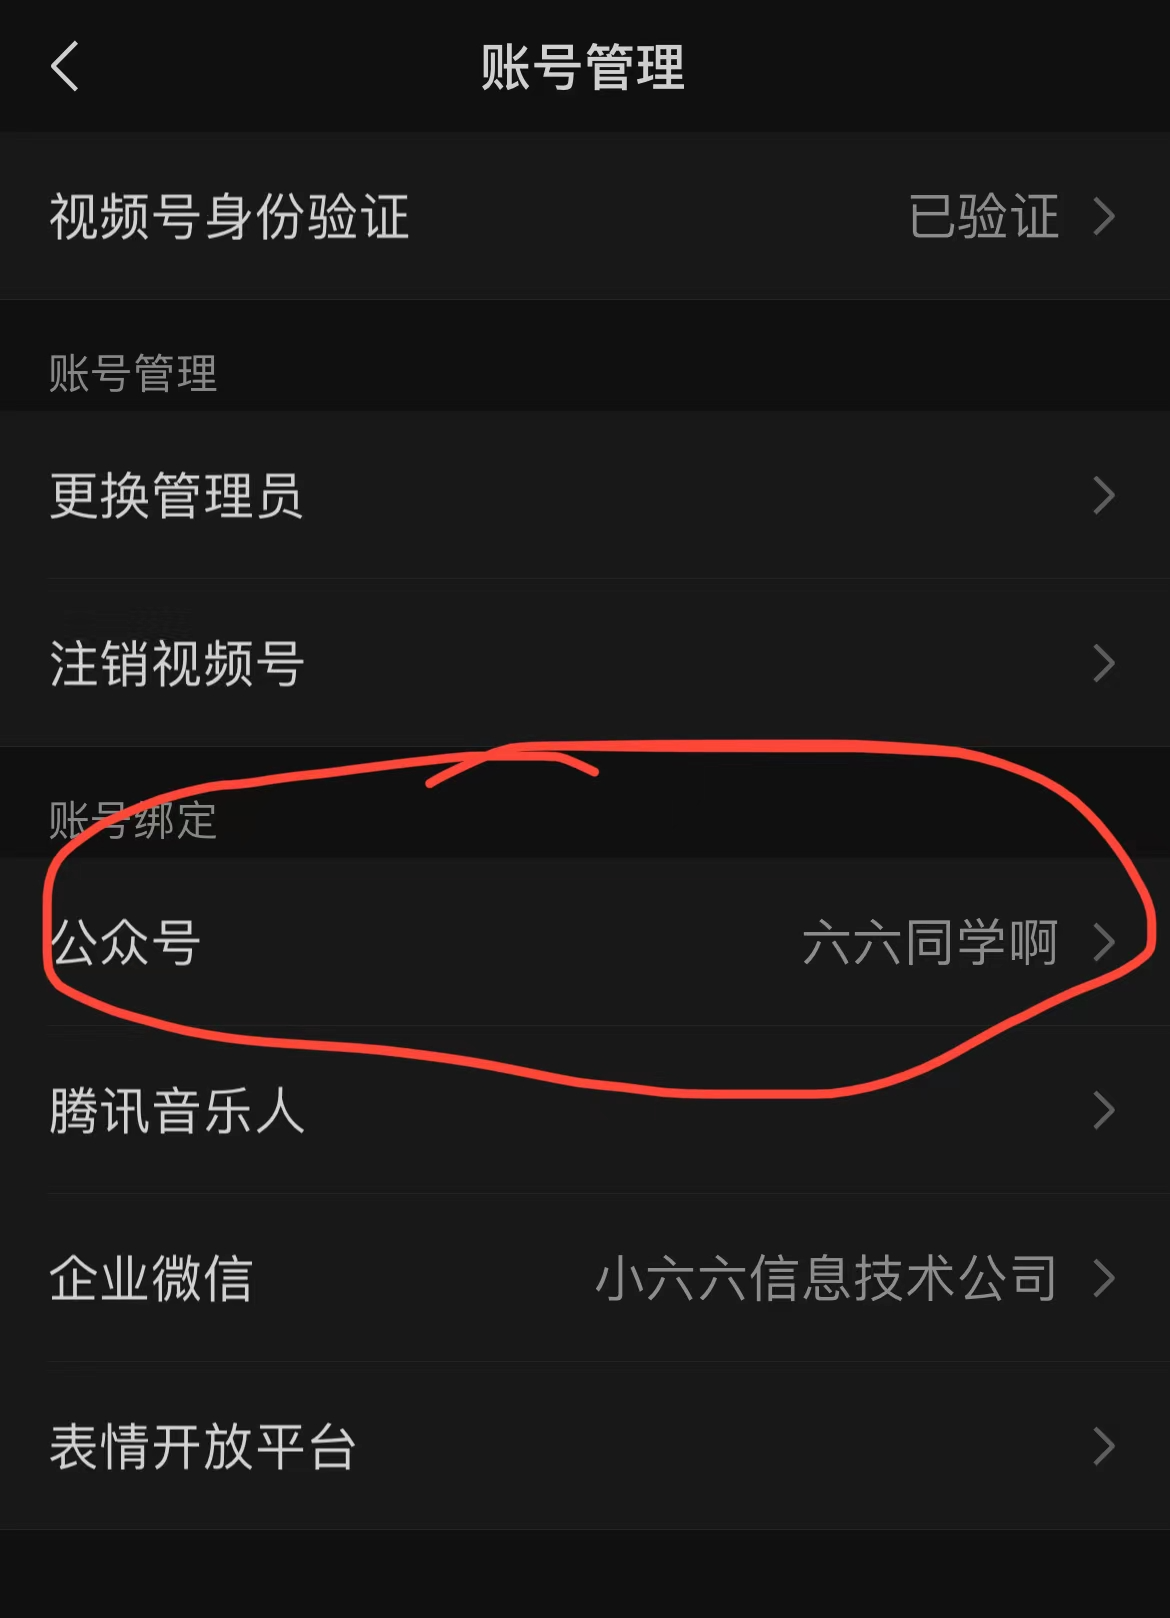 账号管理
视频号身份验证 已验证
账号管理
更换管理员
注销视频号
账号绑定
公众号 六六同学啊
腾讯音乐人
企业微信 小六六信息技术公司
表情开放平台